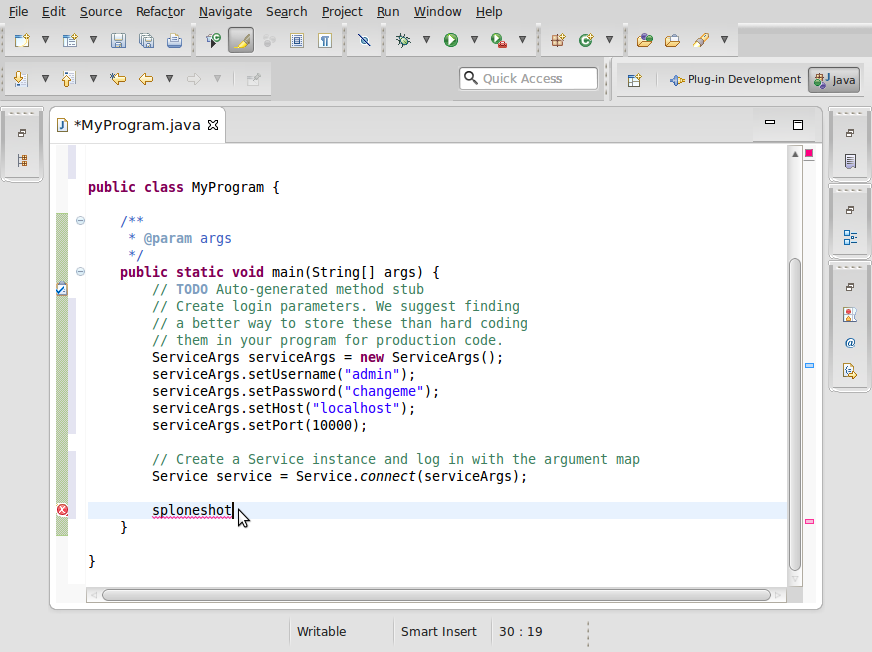 File Edit Source Refactor Navigate Search Project Run Window Help
Quick Access
Plug-in Development
Java
*MyProgram.java
public class MyProgram {
/**
* @param args
*/
public static void main(String[] args) {
// TODO Auto-generated method stub
// Create login parameters. We suggest finding
// a better way to store these than hard coding
// them in your program for production code.
ServiceArgs serviceArgs = new ServiceArgs();
serviceArgs.setUsername("admin");
serviceArgs.setPassword("changeme");
serviceArgs.setHost("localhost");
serviceArgs.setPort(10000);
// Create a Service instance and log in with the argument map
Service service = Service.connect(serviceArgs);
sploneshot
}
}
Writable
Smart Insert
30 : 19